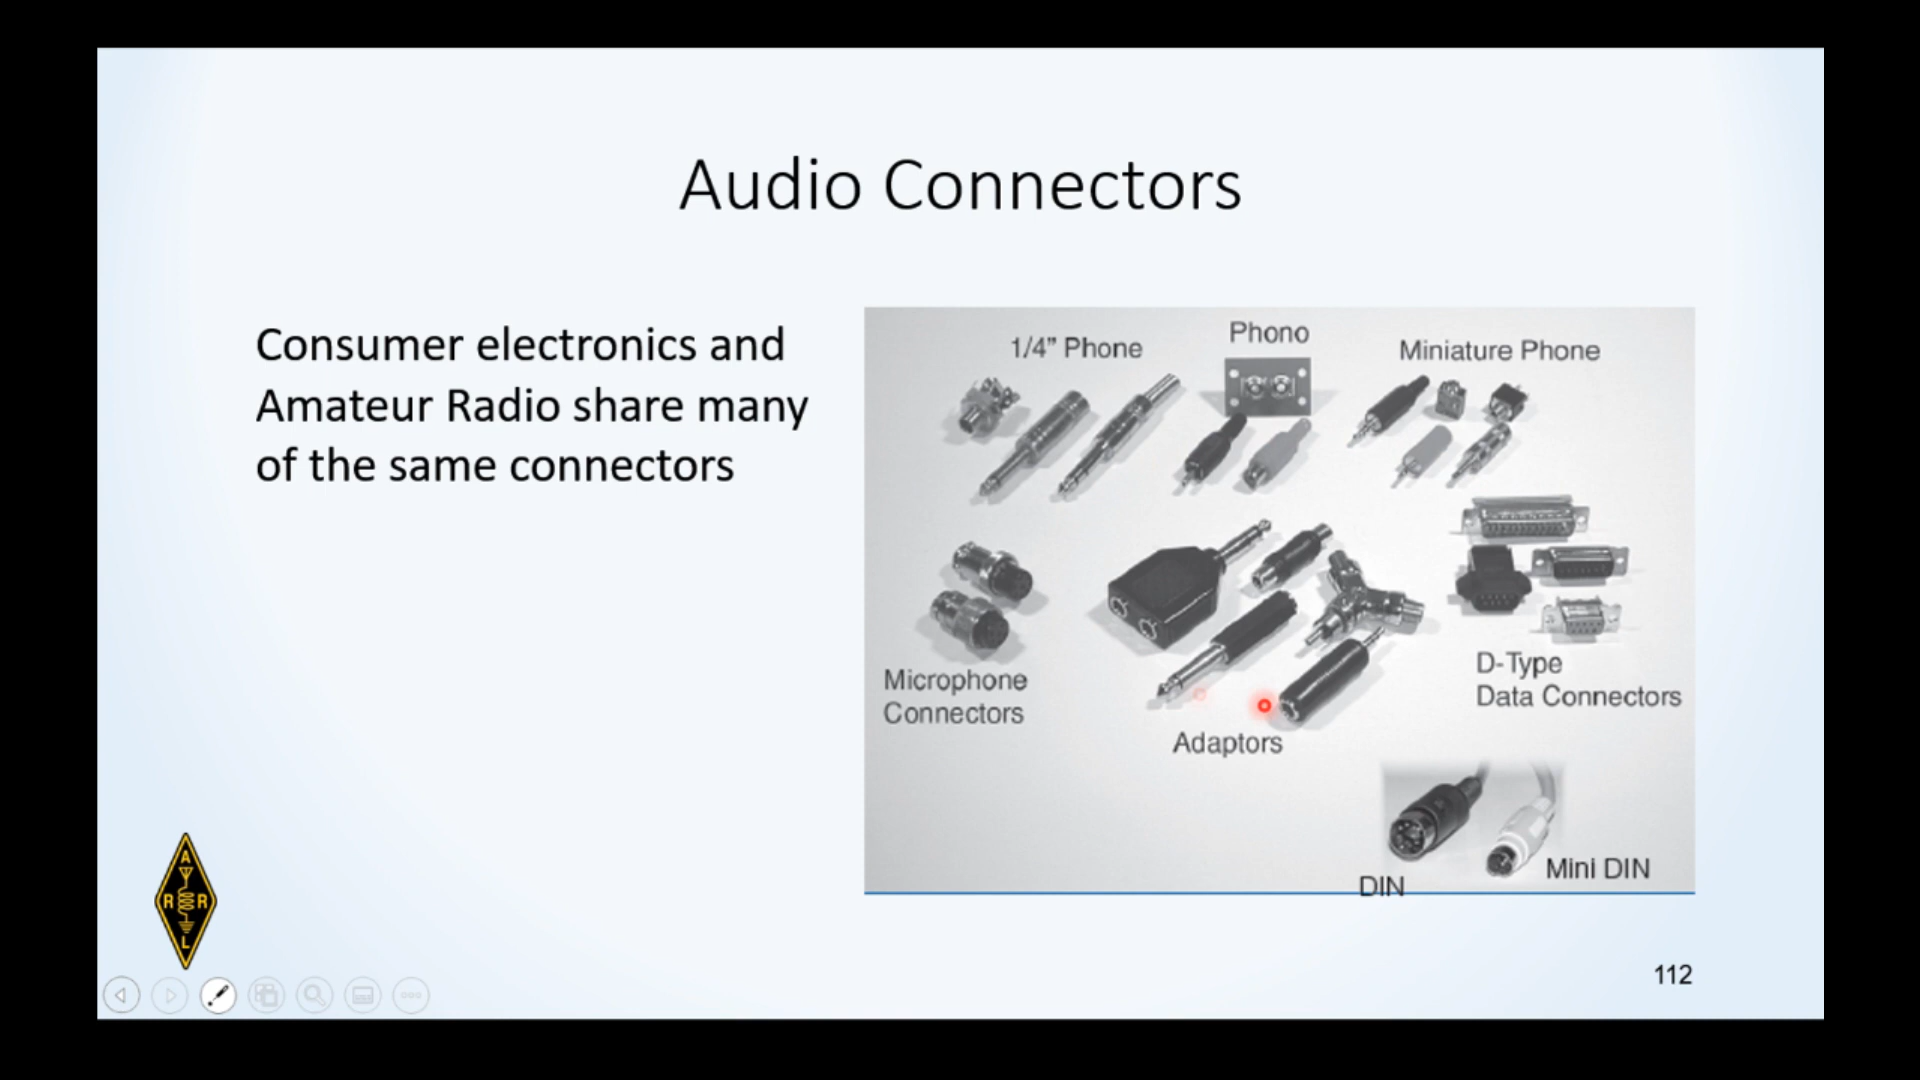 Audio Connectors
Consumer electronics and
Amateur Radio share many
of the same connectors
1/4” Phone
Phono
Miniature Phone
Microphone
Connectors
Adaptors
D-Type
Data Connectors
DIN
Mini DIN
A
R R
L
112